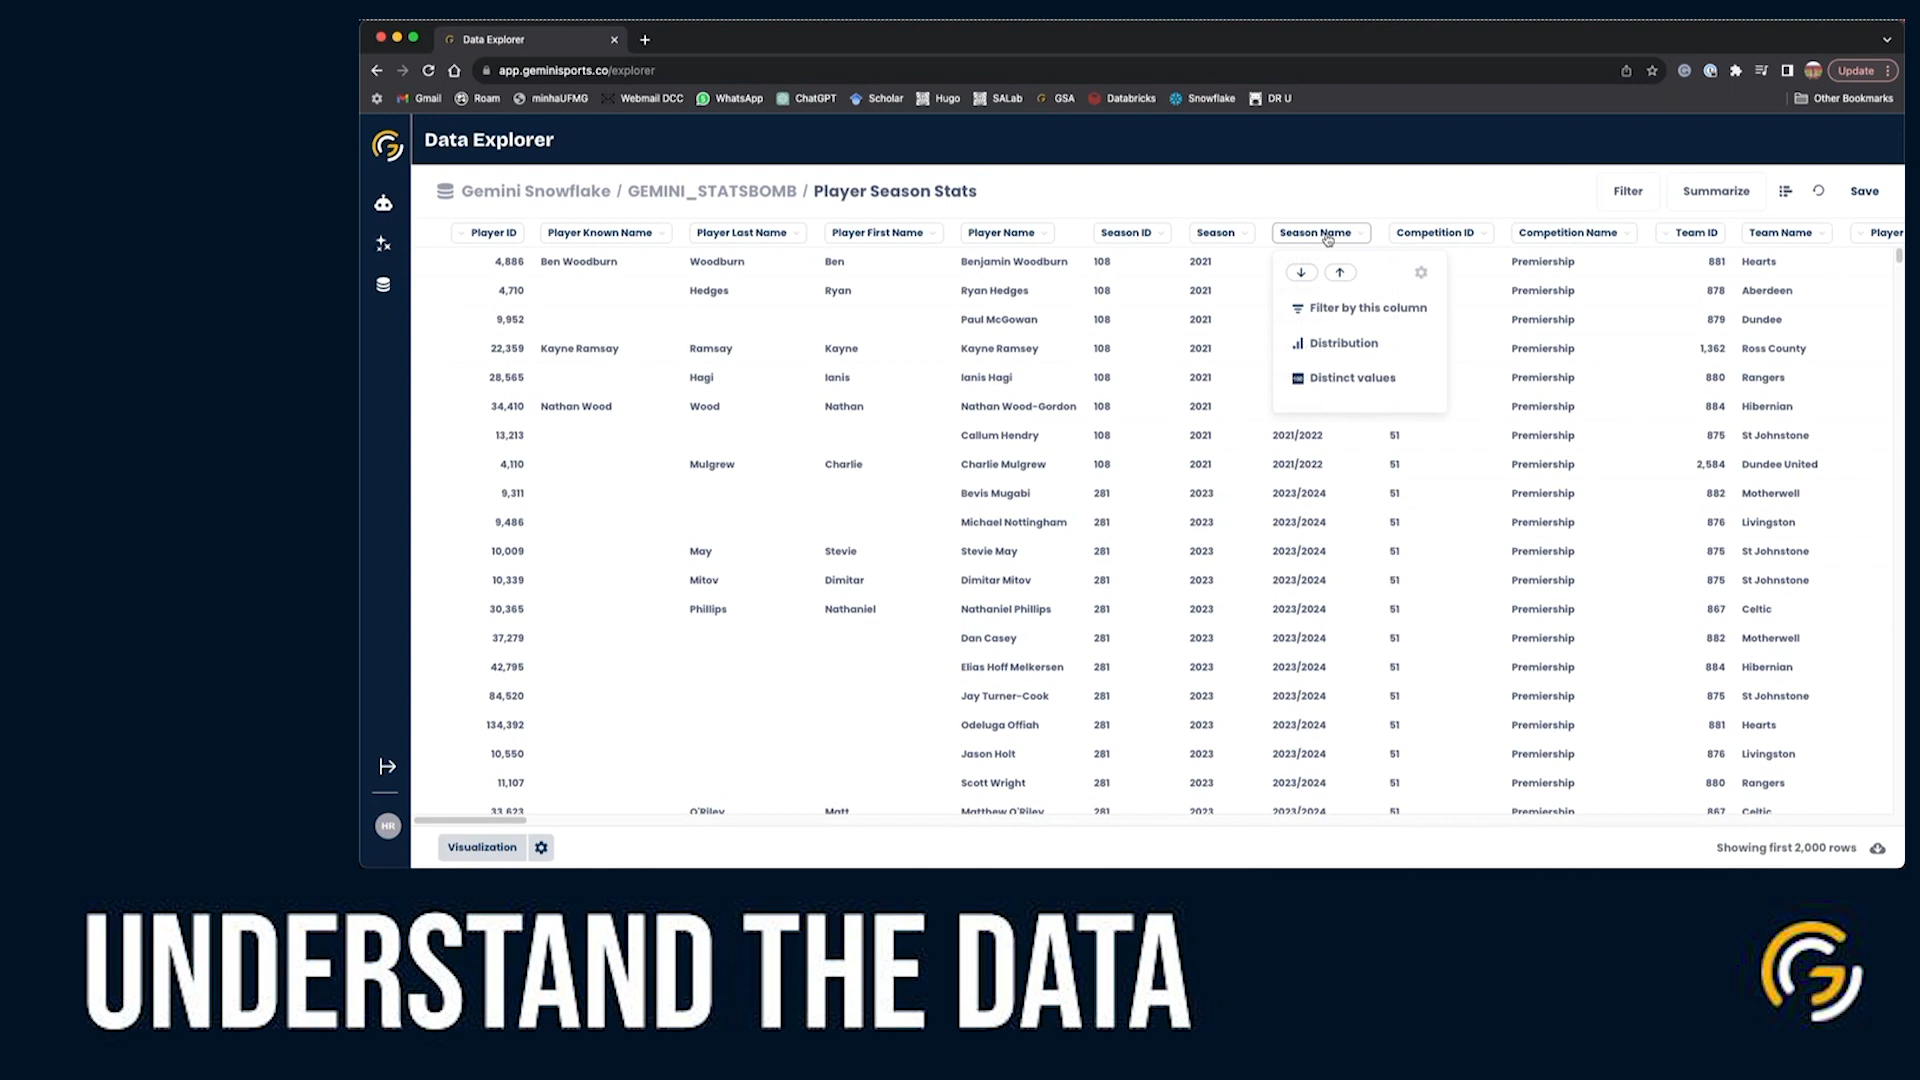 Data Explorer
app.geminisports.co/explorer
Update
Gmail Roam minhaUFMG Webmail DCC WhatsApp ChatGPT Scholar Hugo SALab GSA Databricks Snowflake DR U Other Bookmarks
Data Explorer
Gemini Snowflake / GEMINI_STATSBOMB / Player Season Stats
Filter Summarize Save
Player ID Player Known Name Player Last Name Player First Name Player Name Season ID Season Season Name Competition ID Competition Name Team ID Team Name Player
4,886 Ben Woodburn Woodburn Ben Benjamin Woodburn 108 2021 Premiership 881 Hearts
4,710 Hedges Ryan Ryan Hedges 108 2021 Premiership 878 Aberdeen
9,952 Paul McGowan 108 2021 Premiership 879 Dundee
22,359 Kayne Ramsay Ramsay Kayne Kayne Ramsey 108 2021 Premiership 1,362 Ross County
28,565 Hagi Ianis Ianis Hagi 108 2021 Premiership 880 Rangers
34,410 Nathan Wood Wood Nathan Nathan Wood-Gordon 108 2021 Premiership 884 Hibernian
Filter by this column
Distribution
Distinct values
13,213 Callum Hendry 108 2021 2021/2022 51 Premiership 875 St Johnstone
4,110 Mulgrew Charlie Charlie Mulgrew 108 2021 2021/2022 51 Premiership 2,584 Dundee United
9,311 Bevis Mugabi 281 2023 2023/2024 51 Premiership 882 Motherwell
9,486 Michael Nottingham 281 2023 2023/2024 51 Premiership 876 Livingston
10,009 May Stevie Stevie May 281 2023 2023/2024 51 Premiership 875 St Johnstone
10,339 Mitov Dimitar Dimitar Mitov 281 2023 2023/2024 51 Premiership 875 St Johnstone
30,365 Phillips Nathaniel Nathaniel Phillips 281 2023 2023/2024 51 Premiership 867 Celtic
37,279 Dan Casey 281 2023 2023/2024 51 Premiership 882 Motherwell
42,795 Elias Hoff Melkersen 281 2023 2023/2024 51 Premiership 884 Hibernian
84,520 Jay Turner-Cook 281 2023 2023/2024 51 Premiership 875 St Johnstone
134,392 Odeluga Offiah 281 2023 2023/2024 51 Premiership 881 Hearts
10,550 Jason Holt 281 2023 2023/2024 51 Premiership 876 Livingston
11,107 Scott Wright 281 2023 2023/2024 51 Premiership 880 Rangers
33,623 O'Riley Matt Matthew O'Riley 281 2023 2023/2024 51 Premiership 867 Celtic
HR
Visualization
Showing first 2,000 rows
UNDERSTAND THE DATA